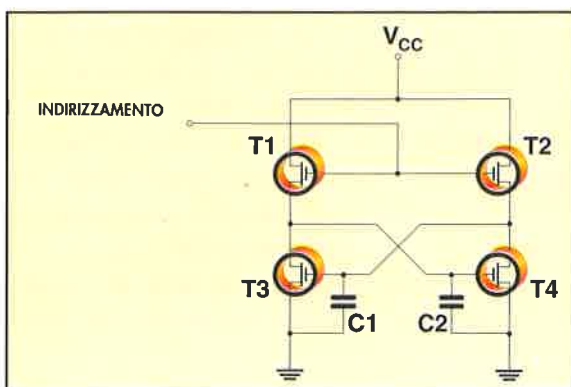 VCC
INDIRIZZAMENTO
T1
T2
T3
T4
C1
C2